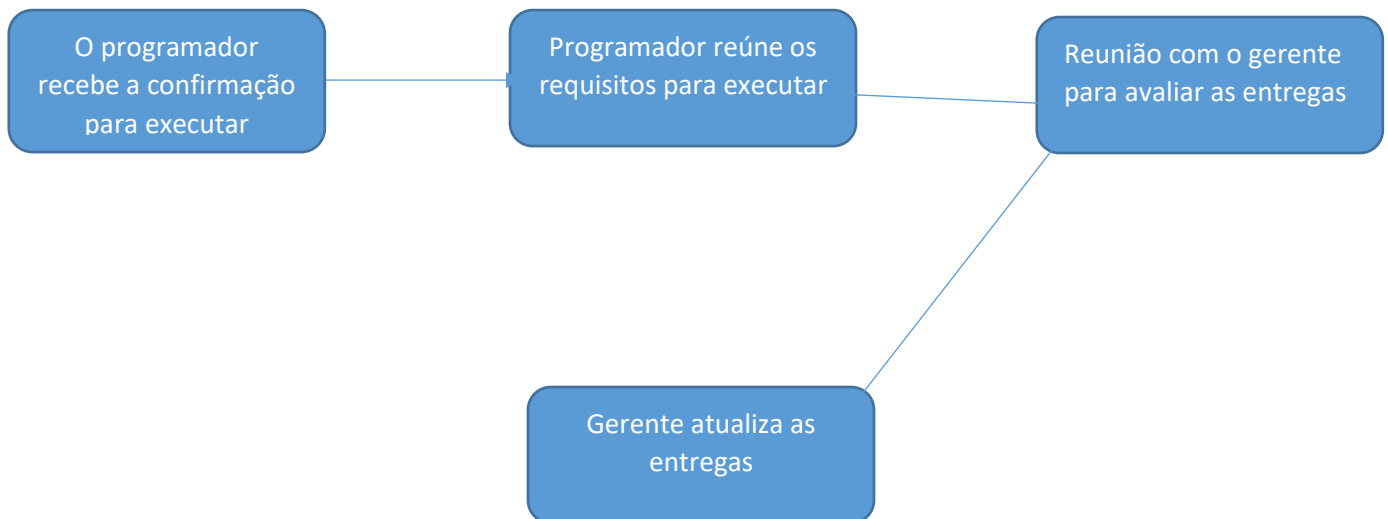 O programador
recebe a confirmação
para executar
Programador reúne os
requisitos para executar
Reunião com o gerente
para avaliar as entregas
Gerente atualiza as
entregas